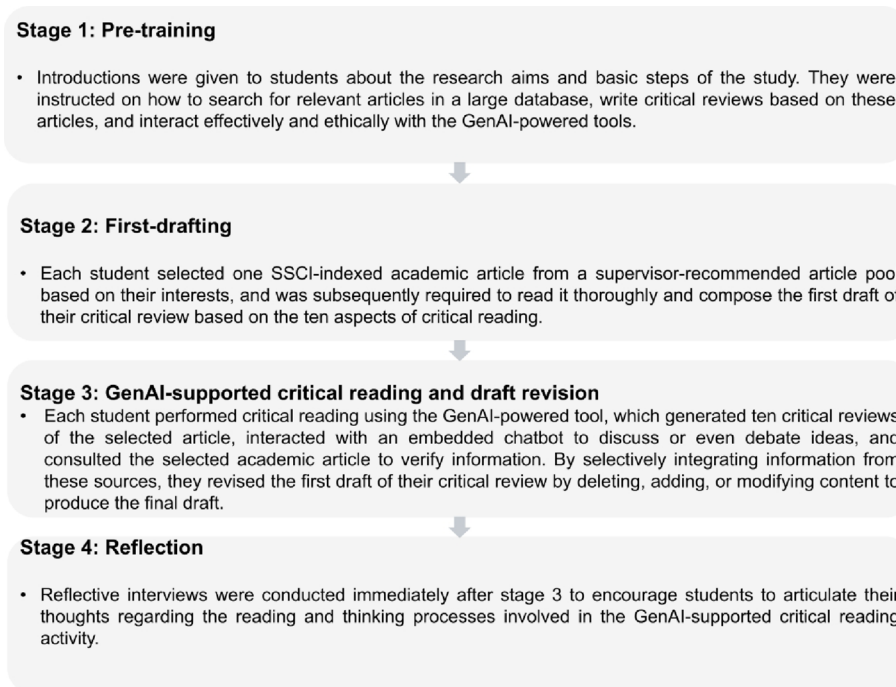 Stage 1: Pre-training
• Introductions were given to students about the research aims and basic steps of the study. They were
instructed on how to search for relevant articles in a large database, write critical reviews based on these
articles, and interact effectively and ethically with the GenAI-powered tools.
Stage 2: First-drafting
• Each student selected one SSCI-indexed academic article from a supervisor-recommended article poo
based on their interests, and was subsequently required to read it thoroughly and compose the first draft of
their critical review based on the ten aspects of critical reading.
Stage 3: GenAI-supported critical reading and draft revision
• Each student performed critical reading using the GenAI-powered tool, which generated ten critical reviews
of the selected article, interacted with an embedded chatbot to discuss or even debate ideas, and
consulted the selected academic article to verify information. By selectively integrating information from
these sources, they revised the first draft of their critical review by deleting, adding, or modifying content to
produce the final draft.
Stage 4: Reflection
• Reflective interviews were conducted immediately after stage 3 to encourage students to articulate their
thoughts regarding the reading and thinking processes involved in the GenAI-supported critical reading
activity.